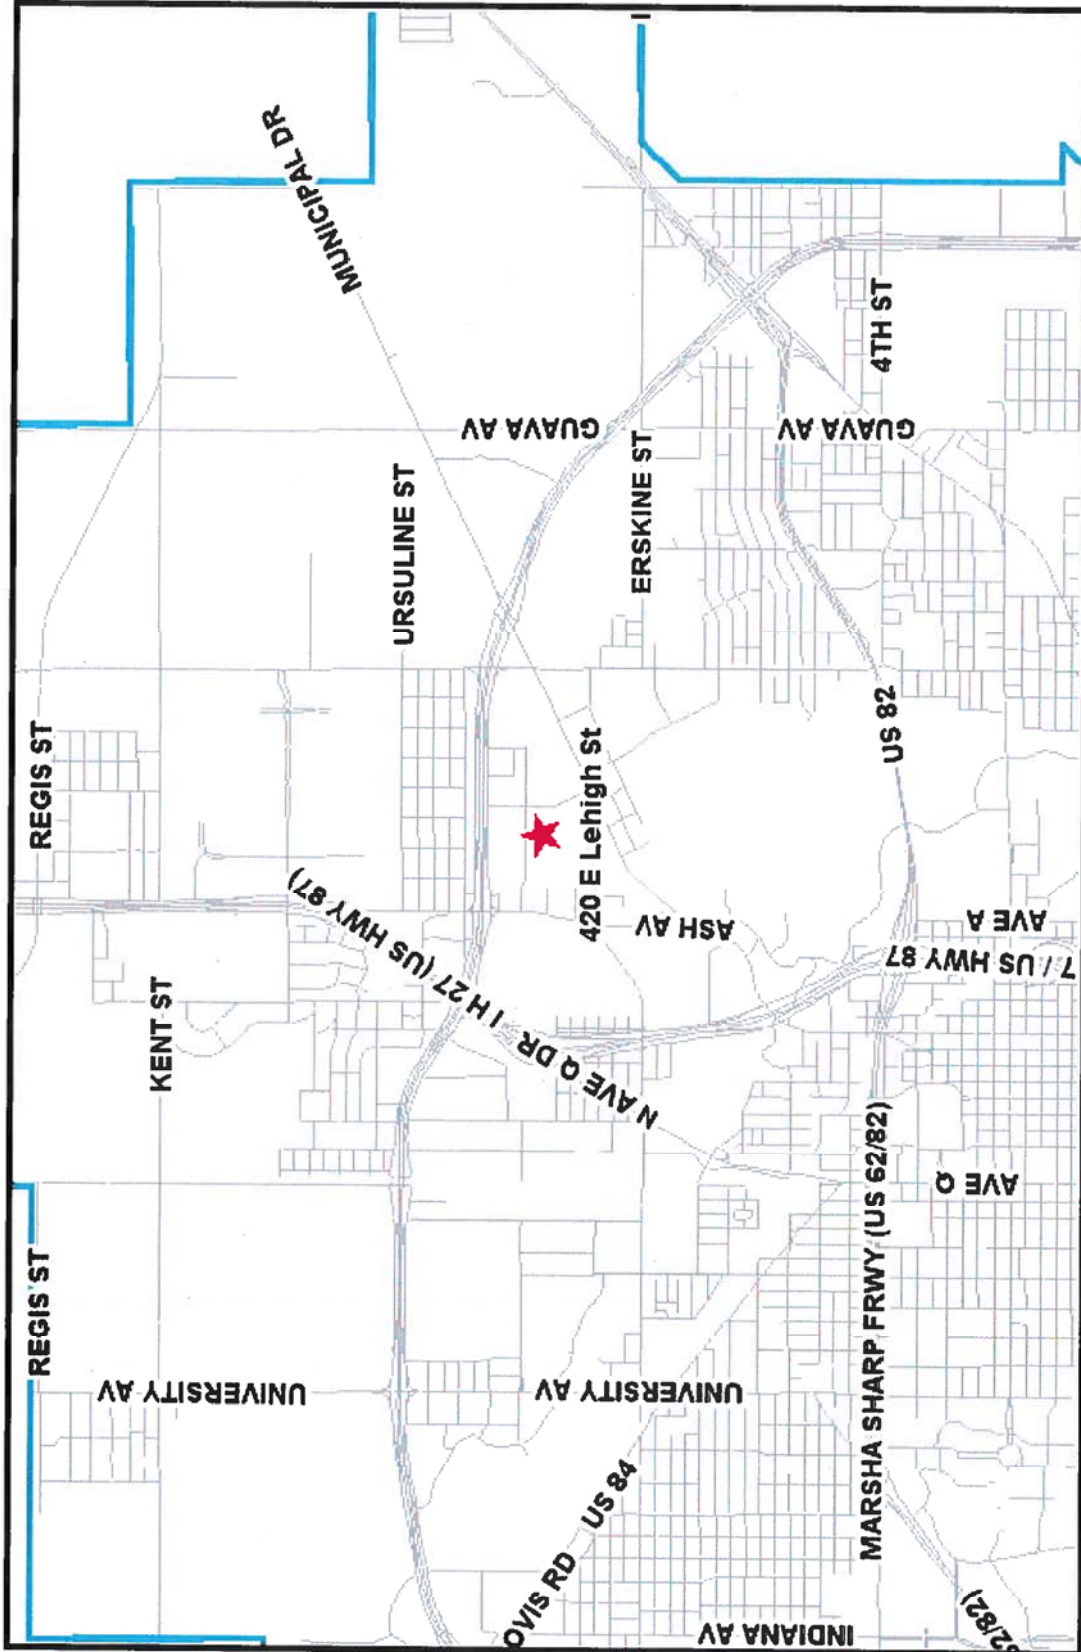 REGIS ST
REGIS ST
KENT ST
UNIVERSITY AV
MUNICIPAL DR
URSULINE ST
I H 27 (US HWY 87)
N AVE Q DR
GUAVA AV
420 E Lehigh St
ERSKINE ST
ASH AV
UNIVERSITY AV
OVIS RD
US 84
INDIANA AV
MARSHA SHARP FRWY (US 62/82)
US 82
GUAVA AV
4TH ST
7 / US HWY 87
AVE A
AVE Q
62/82)